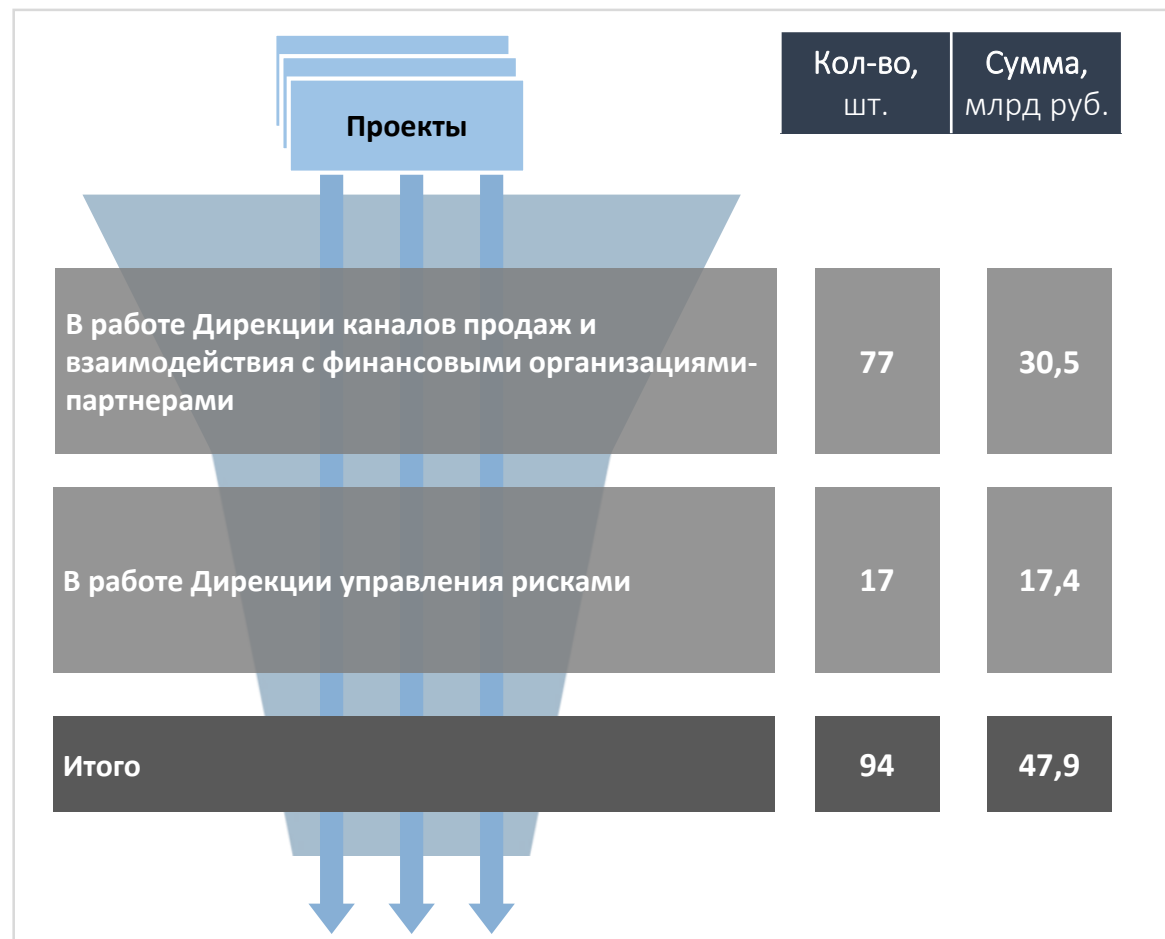 Проекты
Кол-во,
шт.
Сумма,
млрд руб.
В работе Дирекции каналов продаж и
взаимодействия с финансовыми организациями-
партнерами
77
30,5
В работе Дирекции управления рисками
17
17,4
Итого
94
47,9